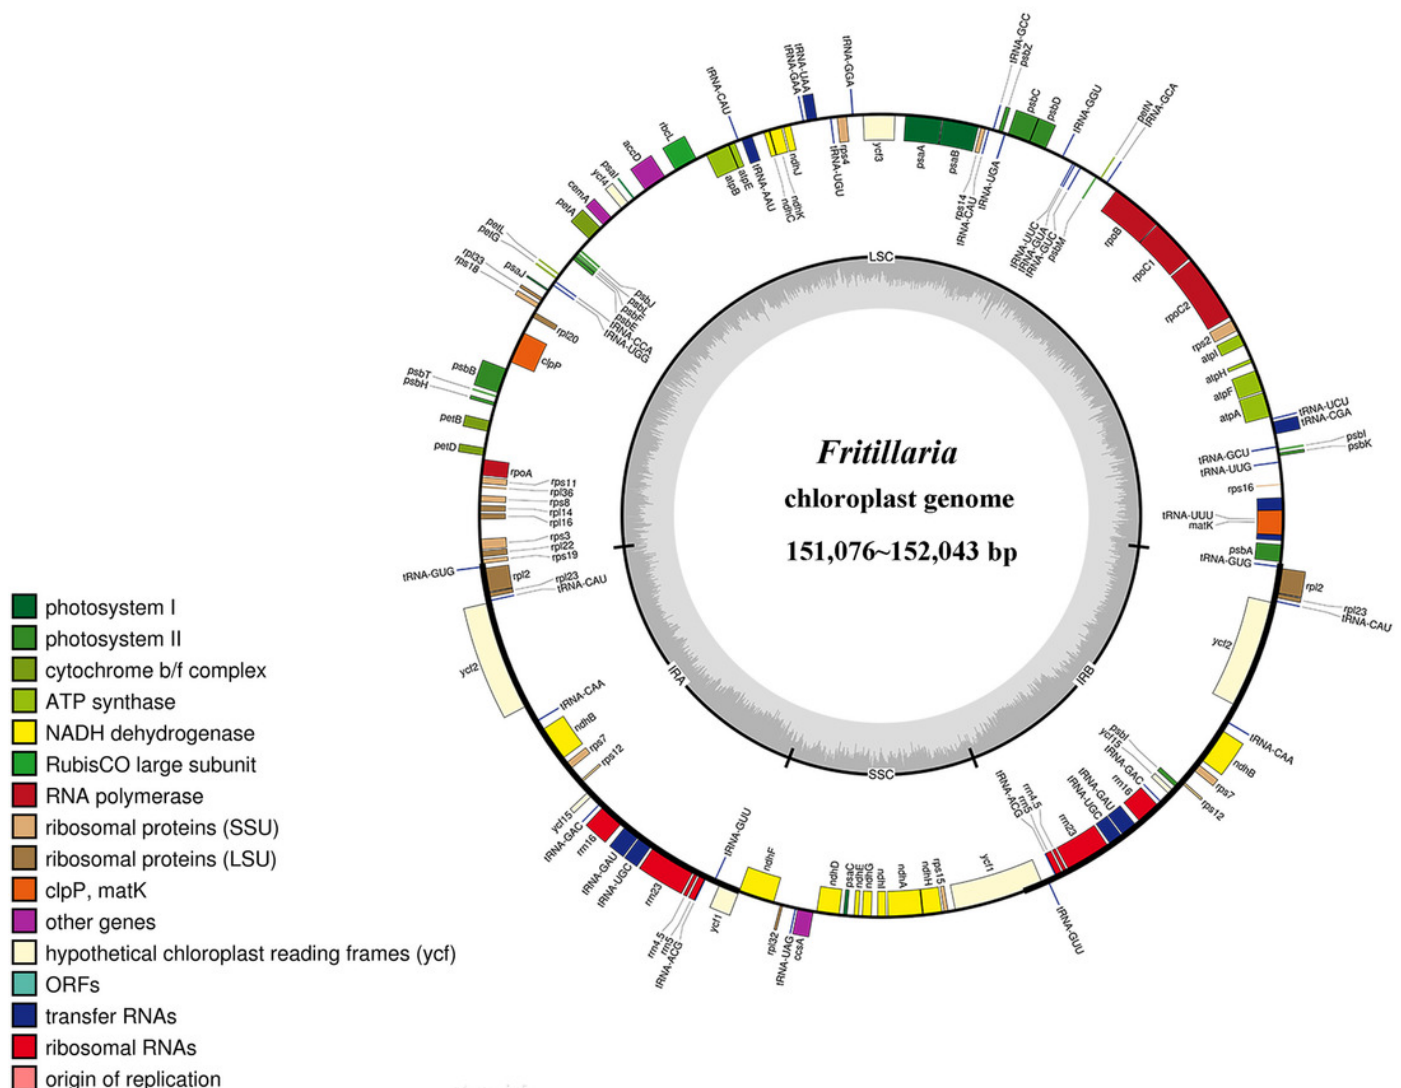 tRNA-GCC
psbZ
psbC
psbD
tRNA-GGU
petN
tRNA-GCA
rpoB
rpoC1
rpoC2
rps2
atpI
atpH
atpF
atpA
tRNA-UCU
tRNA-CGA
psbI
psbK
tRNA-GCU
tRNA-UUG
rps16
tRNA-UUU
matK
psbA
tRNA-GUG
rpl2
rpl23
tRNA-CAU
ycf2
tRNA-CAA
ndhB
rps7
rps12
psbI
ycf15
tRNA-GAC
rrn16
tRNA-GAU
tRNA-UGC
rrn23
rrn4.5
rrn5
tRNA-ACG
tRNA-GUU
ycf1
rps15
ndhH
ndhA
ndhI
ndhG
ndhE
psaC
ndhD
ccsA
tRNA-UAG
rpl32
ndhF
ycf1
tRNA-GUU
tRNA-ACG
rrn5
rrn4.5
rrn23
tRNA-UGC
tRNA-GAU
rrn16
tRNA-GAC
ycf15
rps12
rps7
ndhB
tRNA-CAA
ycf2
tRNA-CAU
rpl23
rpl2
tRNA-GUG
rps19
rpl22
rps3
rpl16
rpl14
rps8
rpl36
rps11
rpoA
petD
petB
psbH
psbT
psbB
clpP
rpl20
rps18
rpl33
psaJ
tRNA-UGG
tRNA-CCA
petG
petL
psbE
psbF
psbL
psbJ
petA
cemA
ycf4
psaI
accD
rbcL
atpB
atpE
tRNA-CAU
tRNA-AAU
ndhC
ndhK
ndhJ
tRNA-GAA
tRNA-UAA
tRNA-UGU
rps4
tRNA-GGA
ycf3
psaA
psaB
rps14
tRNA-CAU
tRNA-UGA
tRNA-UUC
tRNA-GUA
tRNA-GUC
psbM
LSC
IRB
SSC
IRA
Fritillaria
chloroplast genome
151,076~152,043 bp
photosystem I
photosystem II
cytochrome b/f complex
ATP synthase
NADH dehydrogenase
RubisCO large subunit
RNA polymerase
ribosomal proteins (SSU)
ribosomal proteins (LSU)
clpP, matK
other genes
hypothetical chloroplast reading frames (ycf)
ORFs
transfer RNAs
ribosomal RNAs
origin of replication